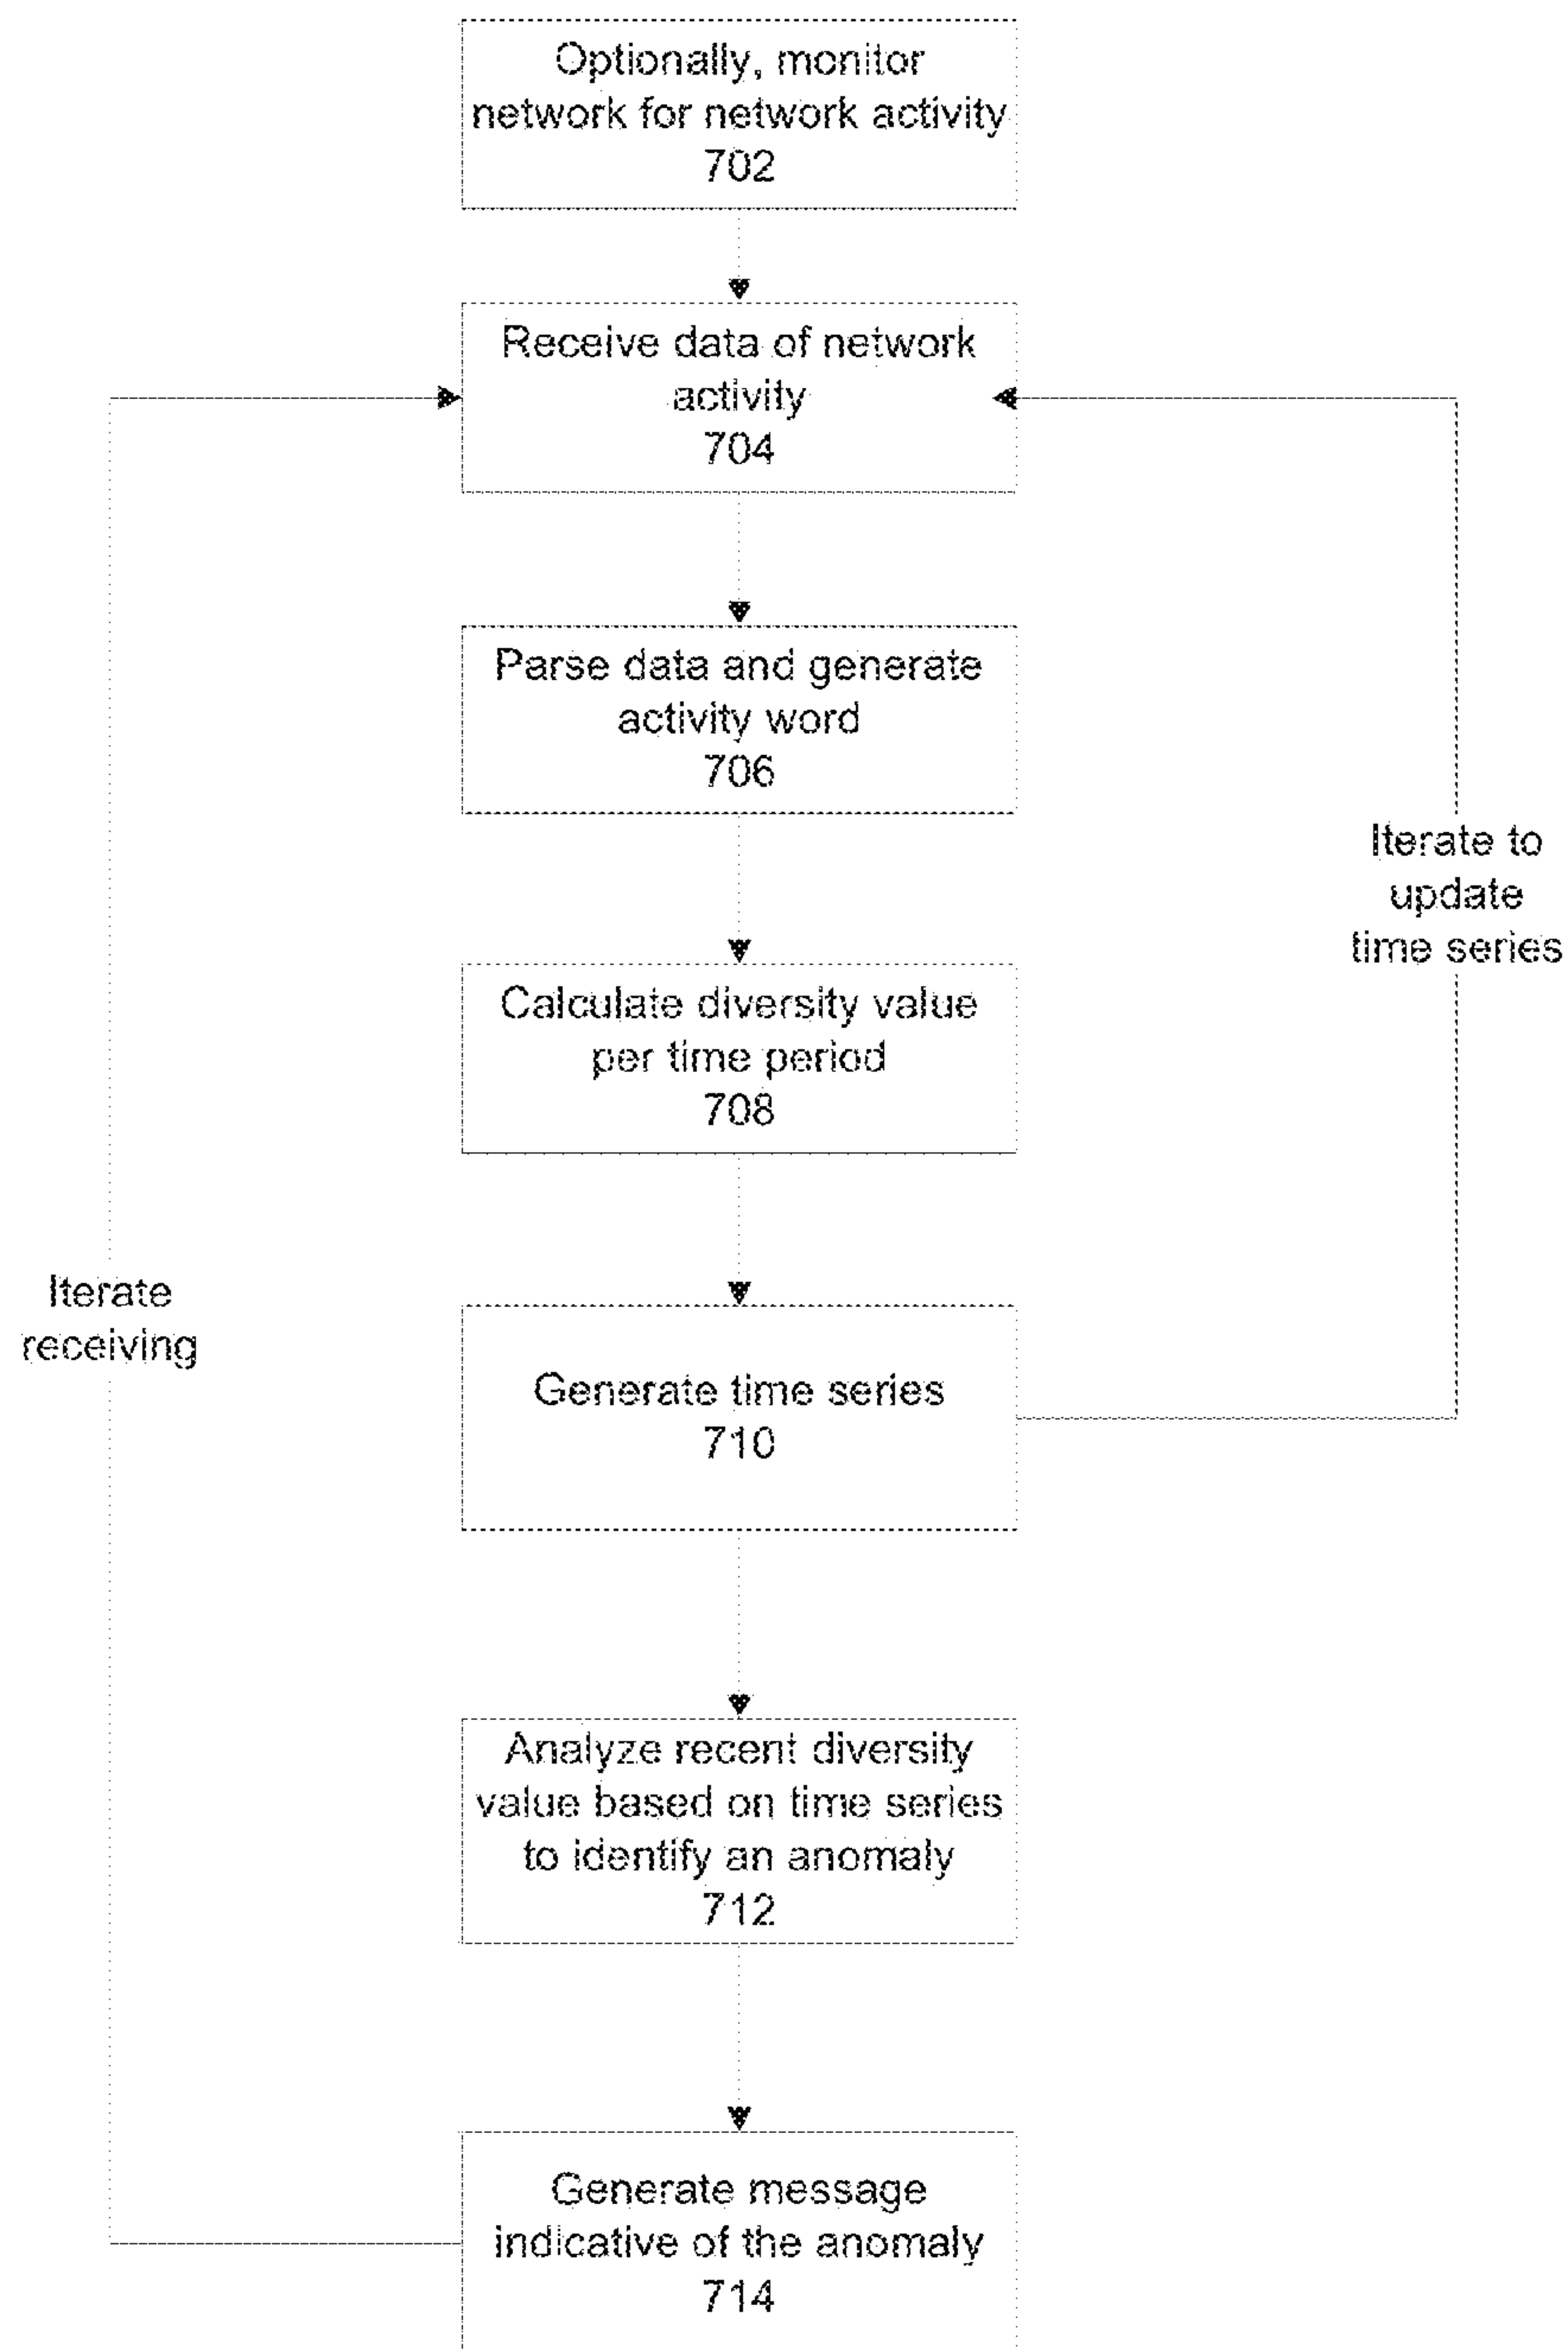 Optionally, monitor
network for network activity
702
Receive data of network
activity
704
Parse data and generate
activity word
706
Iterate to
update
time series
Calculate diversity value
per time period
708
Iterate
receiving
Generate time series
710
Analyze recent diversity
value based on time series
to identify an anomaly
712
Generate message
indicative of the anomaly
714